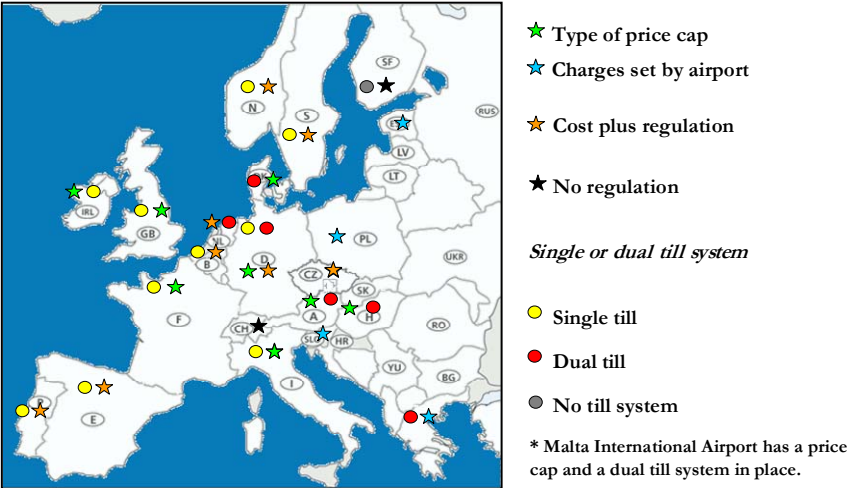 SF
N
S
RUS
LV
LT
IRL
GB
NL
PL
B
D
UKR
CZ
SK
F
A
H
CH
RO
SLO
HR
YU
BG
I
P
E
Type of price cap
Charges set by airport
Cost plus regulation
No regulation
Single or dual till system
Single till
Dual till
No till system
* Malta International Airport has a price
cap and a dual till system in place.